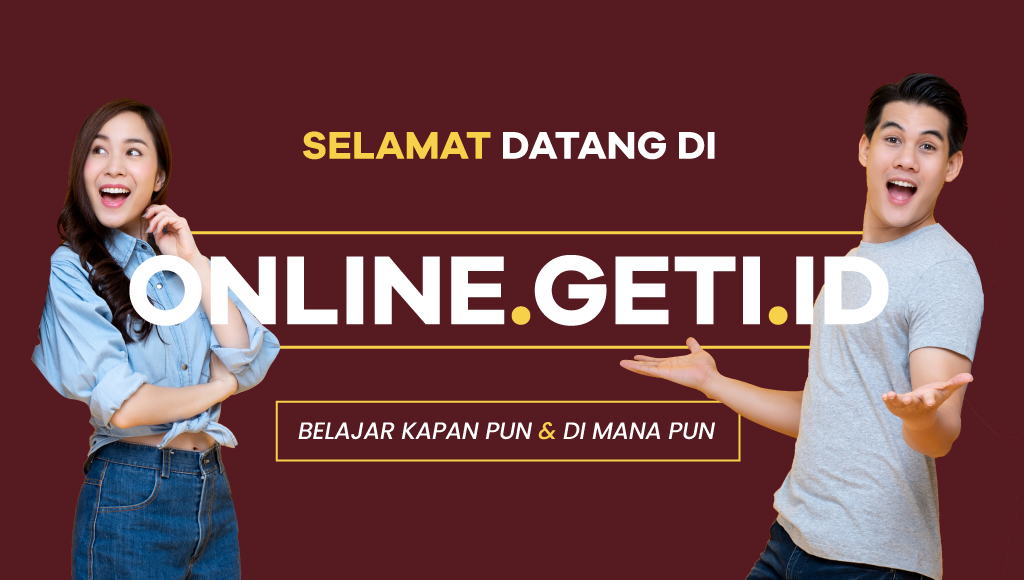 SELAMAT DATANG DI
ONLINE.GETI.ID
BELAJAR KAPAN PUN & DI MANA PUN